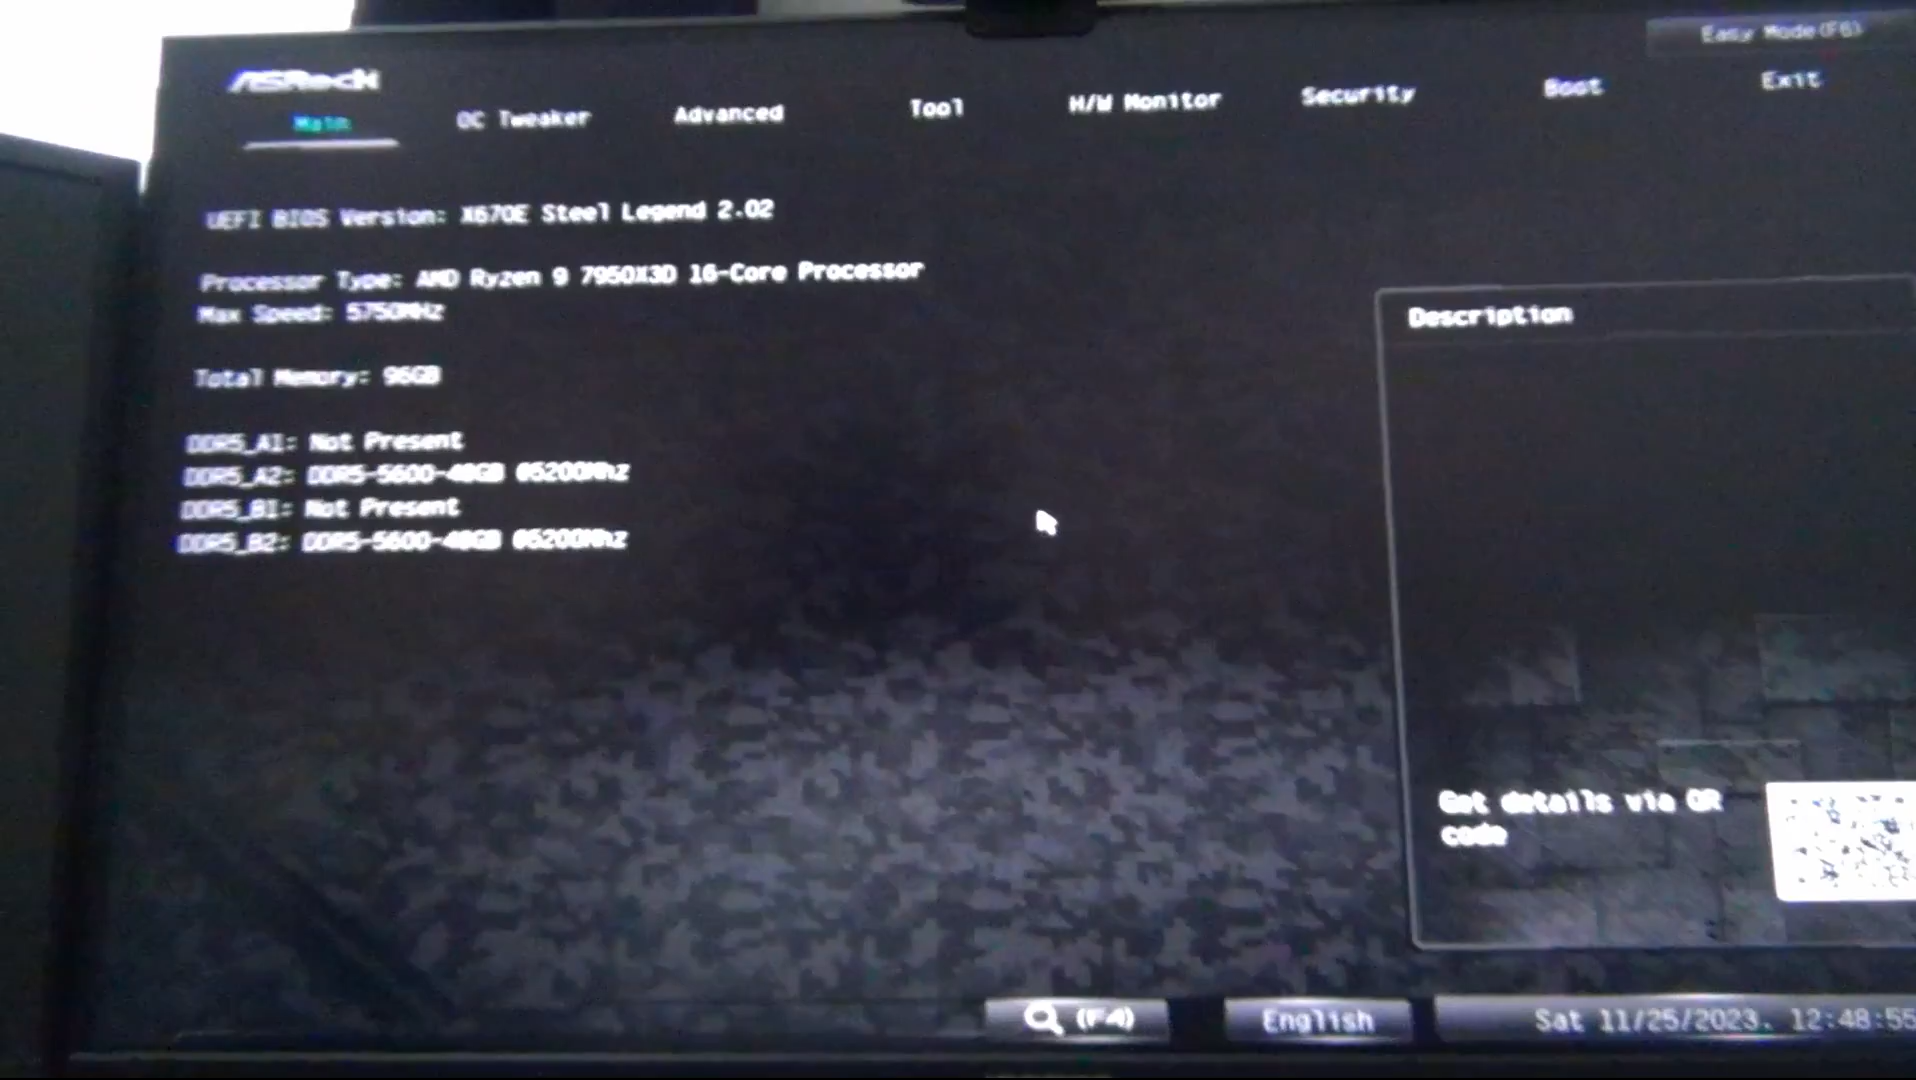 Easy Mode(F6)
ASRock
Main
OC Tweaker
Advanced
Tool
H/W Monitor
Security
Boot
Exit
UEFI BIOS Version: X670E Steel Legend 2.02
Processor Type: AMD Ryzen 9 7950X3D 16-Core Processor
Max Speed: 5750MHz
Total Memory: 96GB
DDR5_A1: Not Present
DDR5_A2: DDR5-5600-48GB @5200Mhz
DDR5_B1: Not Present
DDR5_B2: DDR5-5600-48GB @5200Mhz
Description
Get details via QR
code
(F4)
English
Sat 11/25/2023. 12:48:55